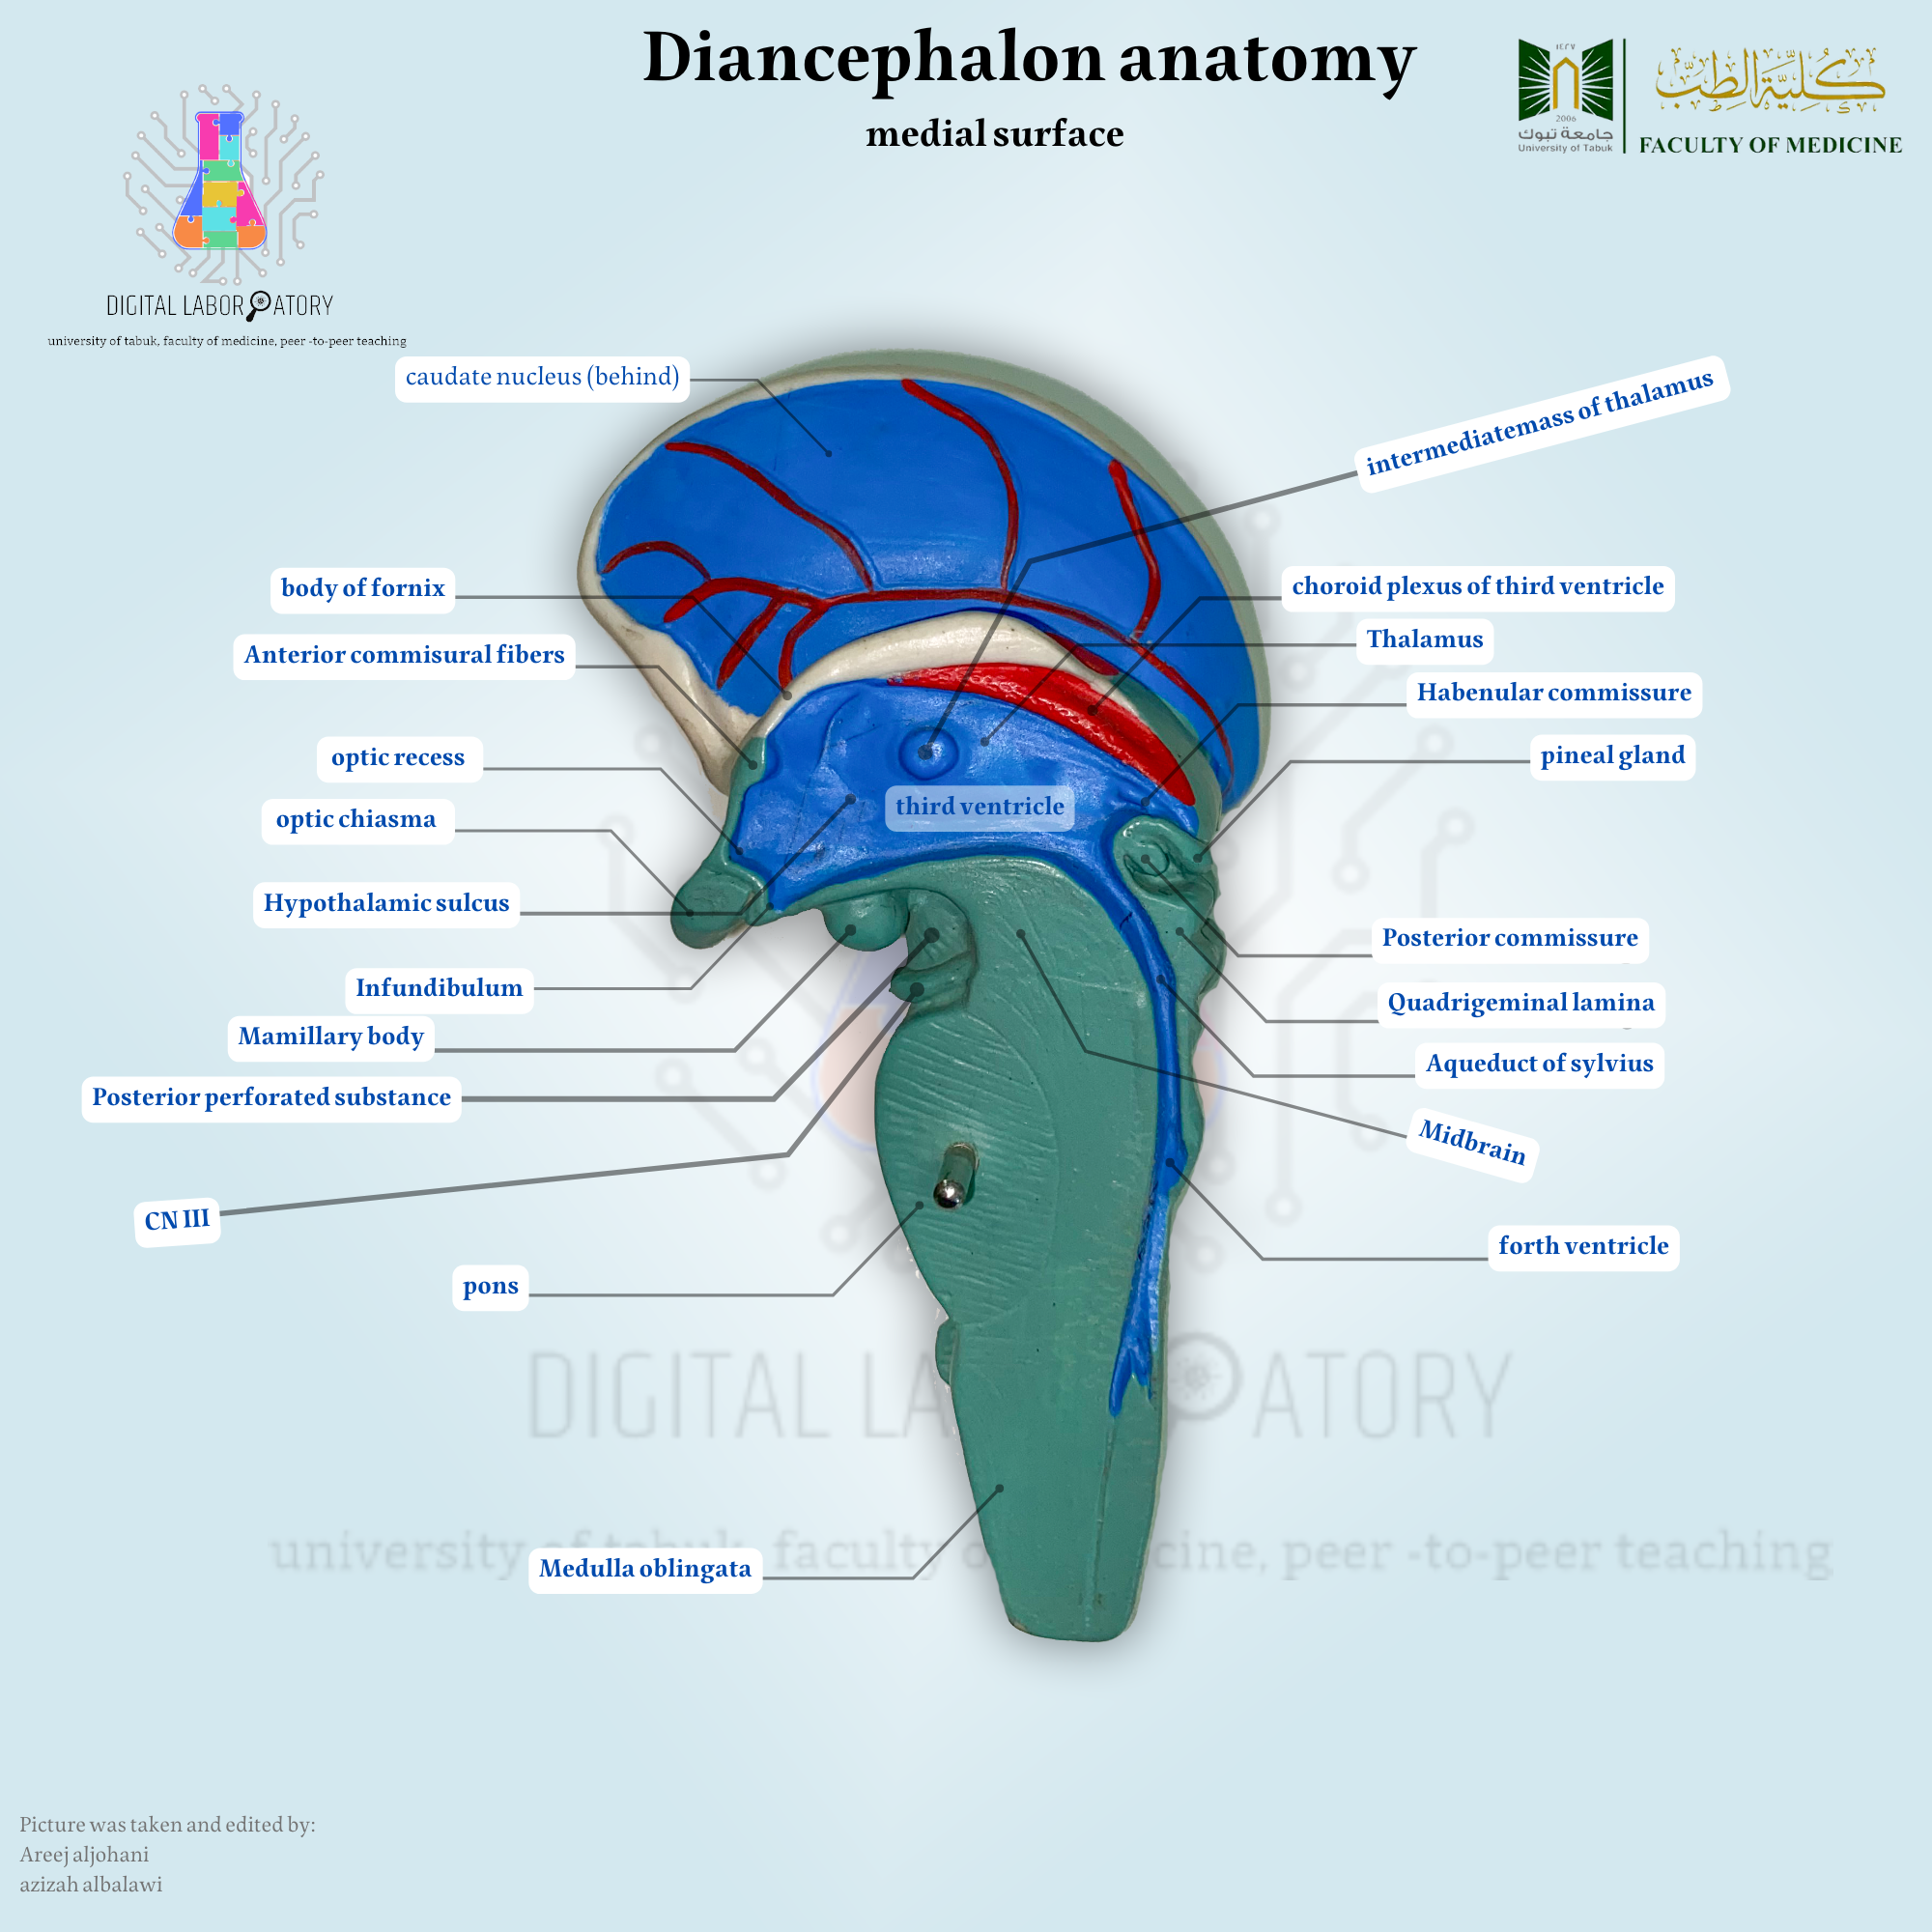 Diancephalon anatomy
medial surface
١٤٢٧
2006
جامعة تبوك
University of Tabuk
كلية الطب
FACULTY OF MEDICINE
DIGITAL LABORATORY
university of tabuk, faculty of medicine, peer -to-peer teaching
caudate nucleus (behind)
intermediatemass of thalamus
body of fornix
choroid plexus of third ventricle
Anterior commisural fibers
Thalamus
Habenular commissure
optic recess
pineal gland
third ventricle
optic chiasma
Hypothalamic sulcus
Posterior commissure
Infundibulum
Quadrigeminal lamina
Mamillary body
Aqueduct of sylvius
Posterior perforated substance
Midbrain
CN III
forth ventricle
pons
DIGITAL LA ATORY
university of tabuk, faculty o cine, peer -to-peer teaching
Medulla oblingata
Picture was taken and edited by:
Areej aljohani
azizah albalawi